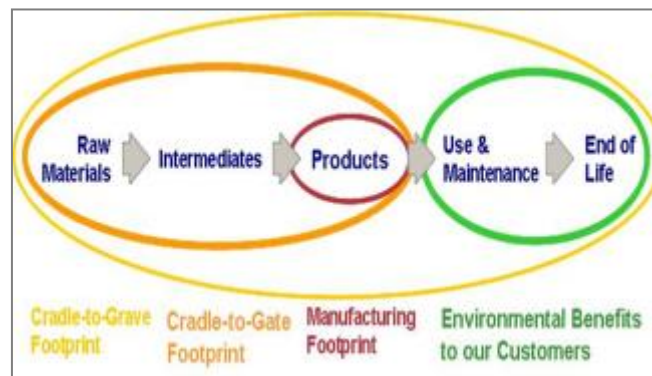 Raw
Materials
Intermediates
Products
Use &
Maintenance
End of
Life
Cradle-to-Grave
Footprint
Cradle-to-Gate
Footprint
Manufacturing
Footprint
Environmental Benefits
to our Customers